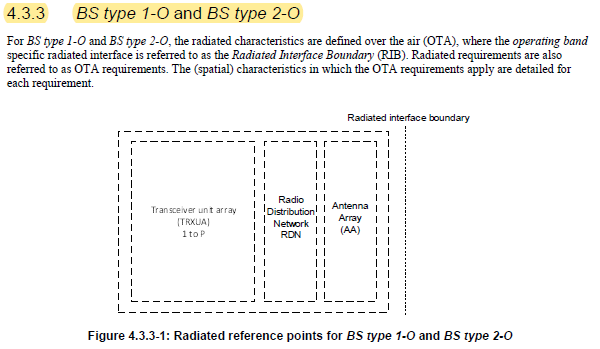 4.3.3 BS type 1-O and BS type 2-O
For BS type 1-O and BS type 2-O, the radiated characteristics are defined over the air (OTA), where the operating band
specific radiated interface is referred to as the Radiated Interface Boundary (RIB). Radiated requirements are also
referred to as OTA requirements. The (spatial) characteristics in which the OTA requirements apply are detailed for
each requirement.
Radiated interface boundary
Transceiver unit array
(TRXUA)
1 to P
Radio
Distribution
Network
RDN
Antenna
Array
(AA)
Figure 4.3.3-1: Radiated reference points for BS type 1-O and BS type 2-O